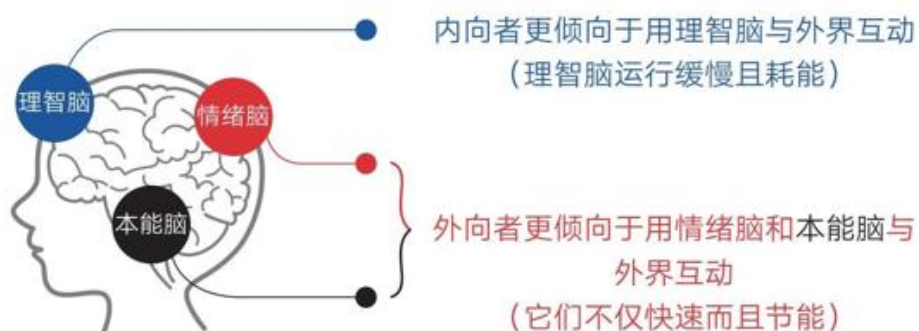 内向者更倾向于用理智脑与外界互动
（理智脑运行缓慢且耗能）
理智脑
情绪脑
本能脑
外向者更倾向于用情绪脑和本能脑与
外界互动
（它们不仅快速而且节能）